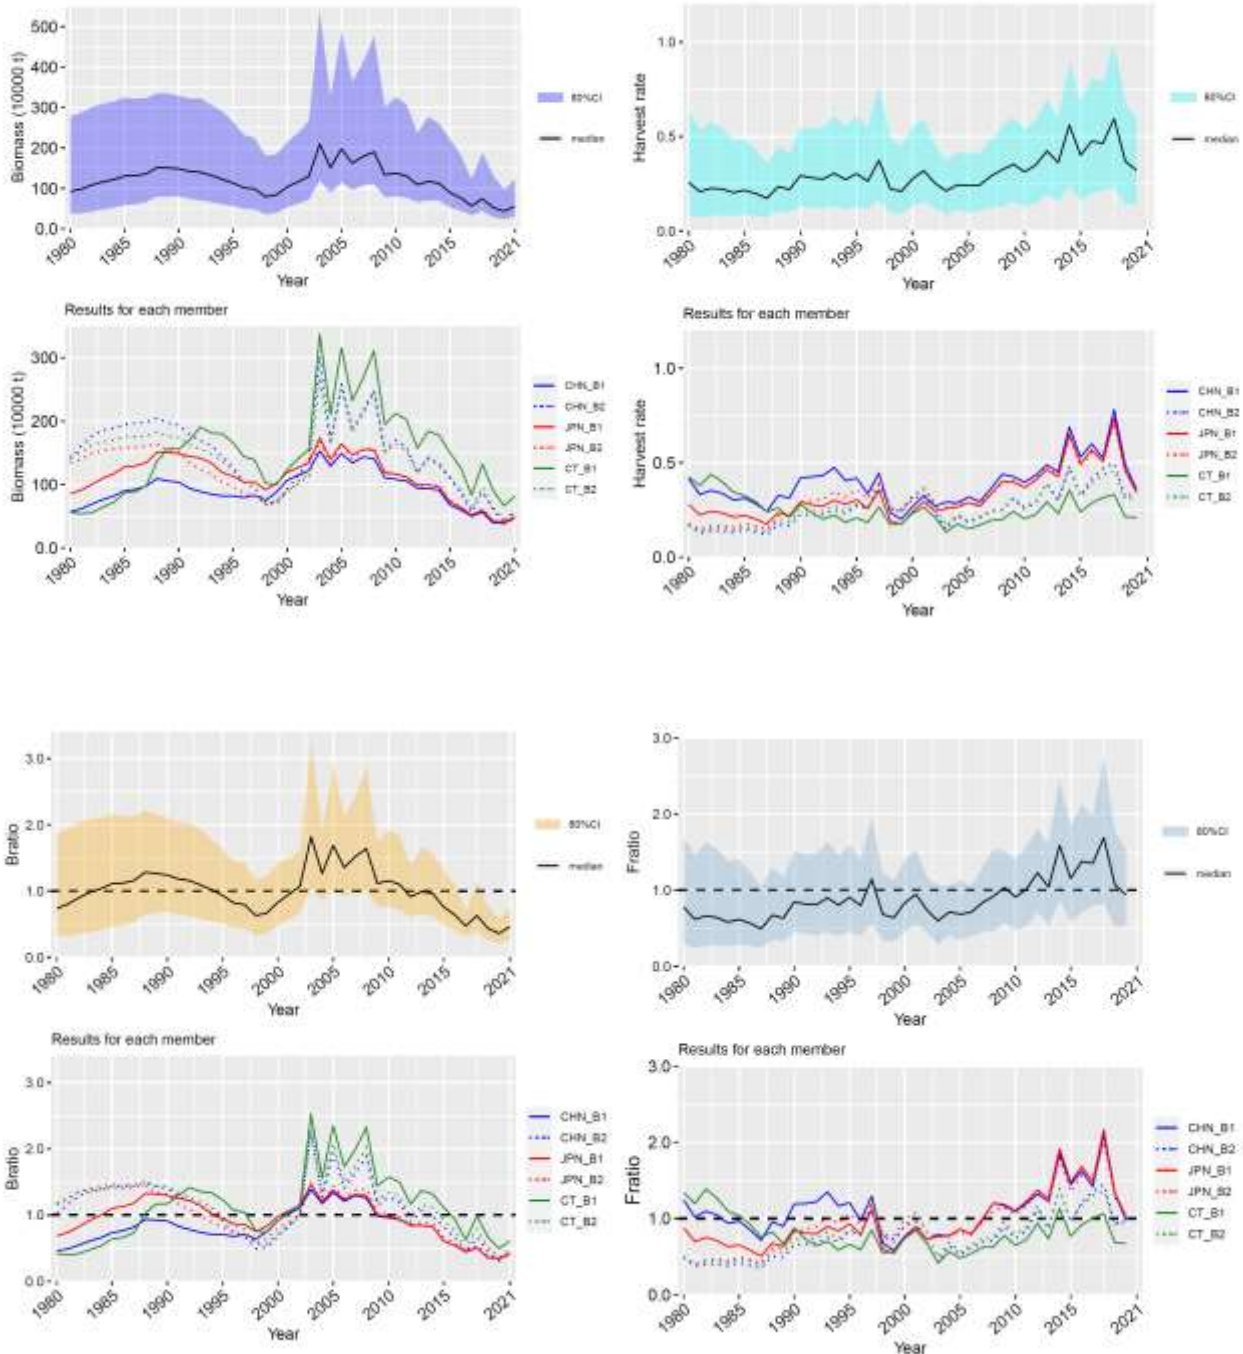 Biomass (10000 t)
500
400
300
200
100
0.0
1980
1985
1990
1995
2000
2005
2010
2015
2021
Year
80%CI
median
Harvest rate
1.0
0.5
0.0
1980
1985
1990
1995
2000
2005
2010
2015
2021
Year
80%CI
median
Results for each member
Biomass (10000 t)
300
200
100
0.0
1980
1985
1990
1995
2000
2005
2010
2015
2021
Year
CHN_B1
CHN_B2
JPN_B1
JPN_B2
CT_B1
CT_B2
Results for each member
Harvest rate
1.0
0.5
0.0
1980
1985
1990
1995
2000
2005
2010
2015
2021
Year
CHN_B1
CHN_B2
JPN_B1
JPN_B2
CT_B1
CT_B2
Bratio
3.0
2.0
1.0
0.0
1980
1985
1990
1995
2000
2005
2010
2015
2021
Year
80%CI
median
Fratio
3.0
2.0
1.0
0.0
1980
1985
1990
1995
2000
2005
2010
2015
2021
Year
80%CI
median
Results for each member
Bratio
3.0
2.0
1.0
0.0
1980
1985
1990
1995
2000
2005
2010
2015
2021
Year
CHN_B1
CHN_B2
JPN_B1
JPN_B2
CT_B1
CT_B2
Results for each member
Fratio
3.0
2.0
1.0
0.0
1980
1985
1990
1995
2000
2005
2010
2015
2021
Year
CHN_B1
CHN_B2
JPN_B1
JPN_B2
CT_B1
CT_B2